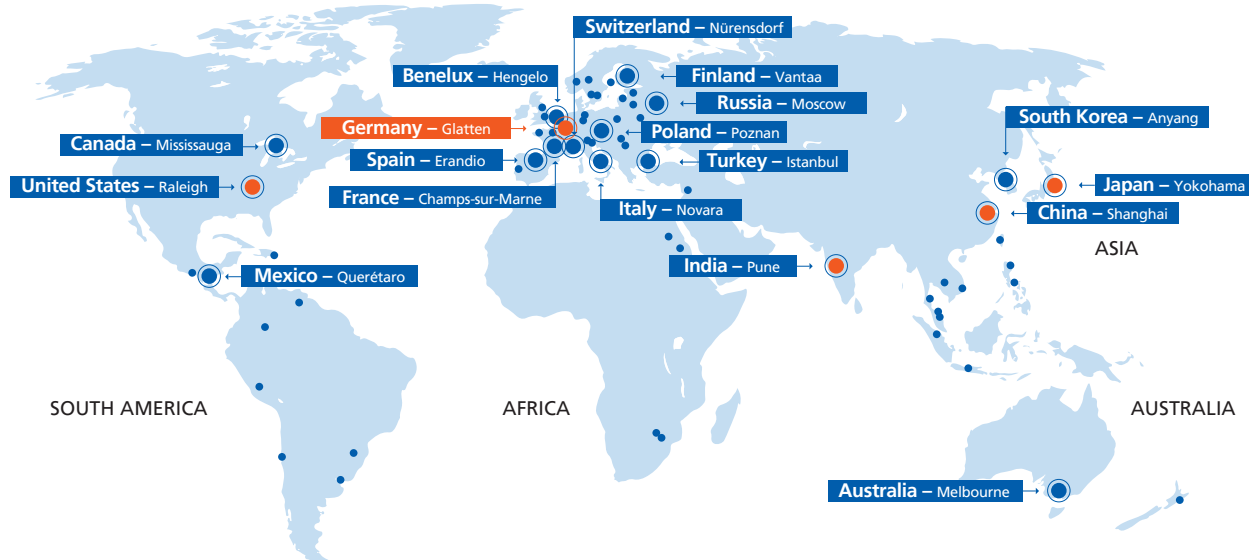 Switzerland – Nürensdorf
Benelux – Hengelo
Finland – Vantaa
Russia – Moscow
South Korea – Anyang
Germany – Glatten
Poland – Poznan
Canada – Mississauga
Spain – Erandio
Turkey – Istanbul
United States – Raleigh
Japan – Yokohama
France – Champs-sur-Marne
Italy – Novara
China – Shanghai
ASIA
India – Pune
Mexico – Querétaro
SOUTH AMERICA
AFRICA
AUSTRALIA
Australia – Melbourne